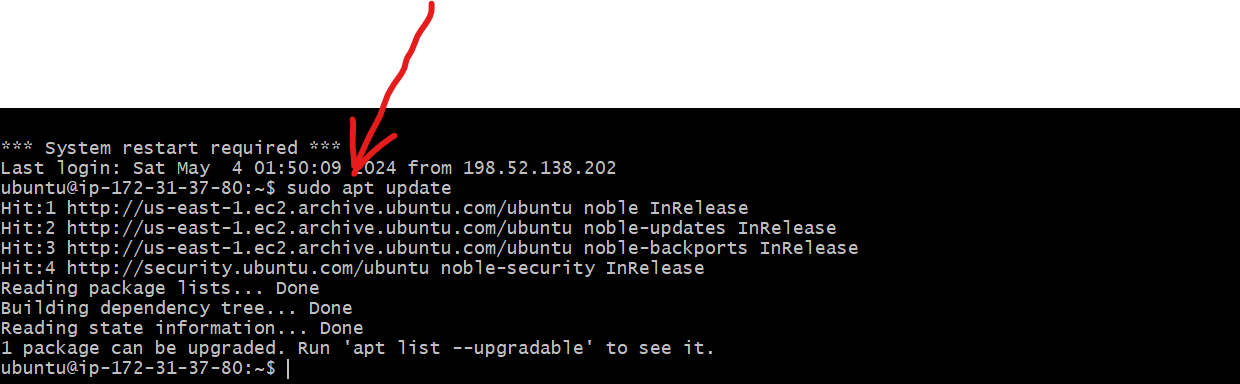 *** System restart required ***
Last login: Sat May  4 01:50:09 2024 from 198.52.138.202
ubuntu@ip-172-31-37-80:~$ sudo apt update
Hit:1 http://us-east-1.ec2.archive.ubuntu.com/ubuntu noble InRelease
Hit:2 http://us-east-1.ec2.archive.ubuntu.com/ubuntu noble-updates InRelease
Hit:3 http://us-east-1.ec2.archive.ubuntu.com/ubuntu noble-backports InRelease
Hit:4 http://security.ubuntu.com/ubuntu noble-security InRelease
Reading package lists... Done
Building dependency tree... Done
Reading state information... Done
1 package can be upgraded. Run 'apt list --upgradable' to see it.
ubuntu@ip-172-31-37-80:~$